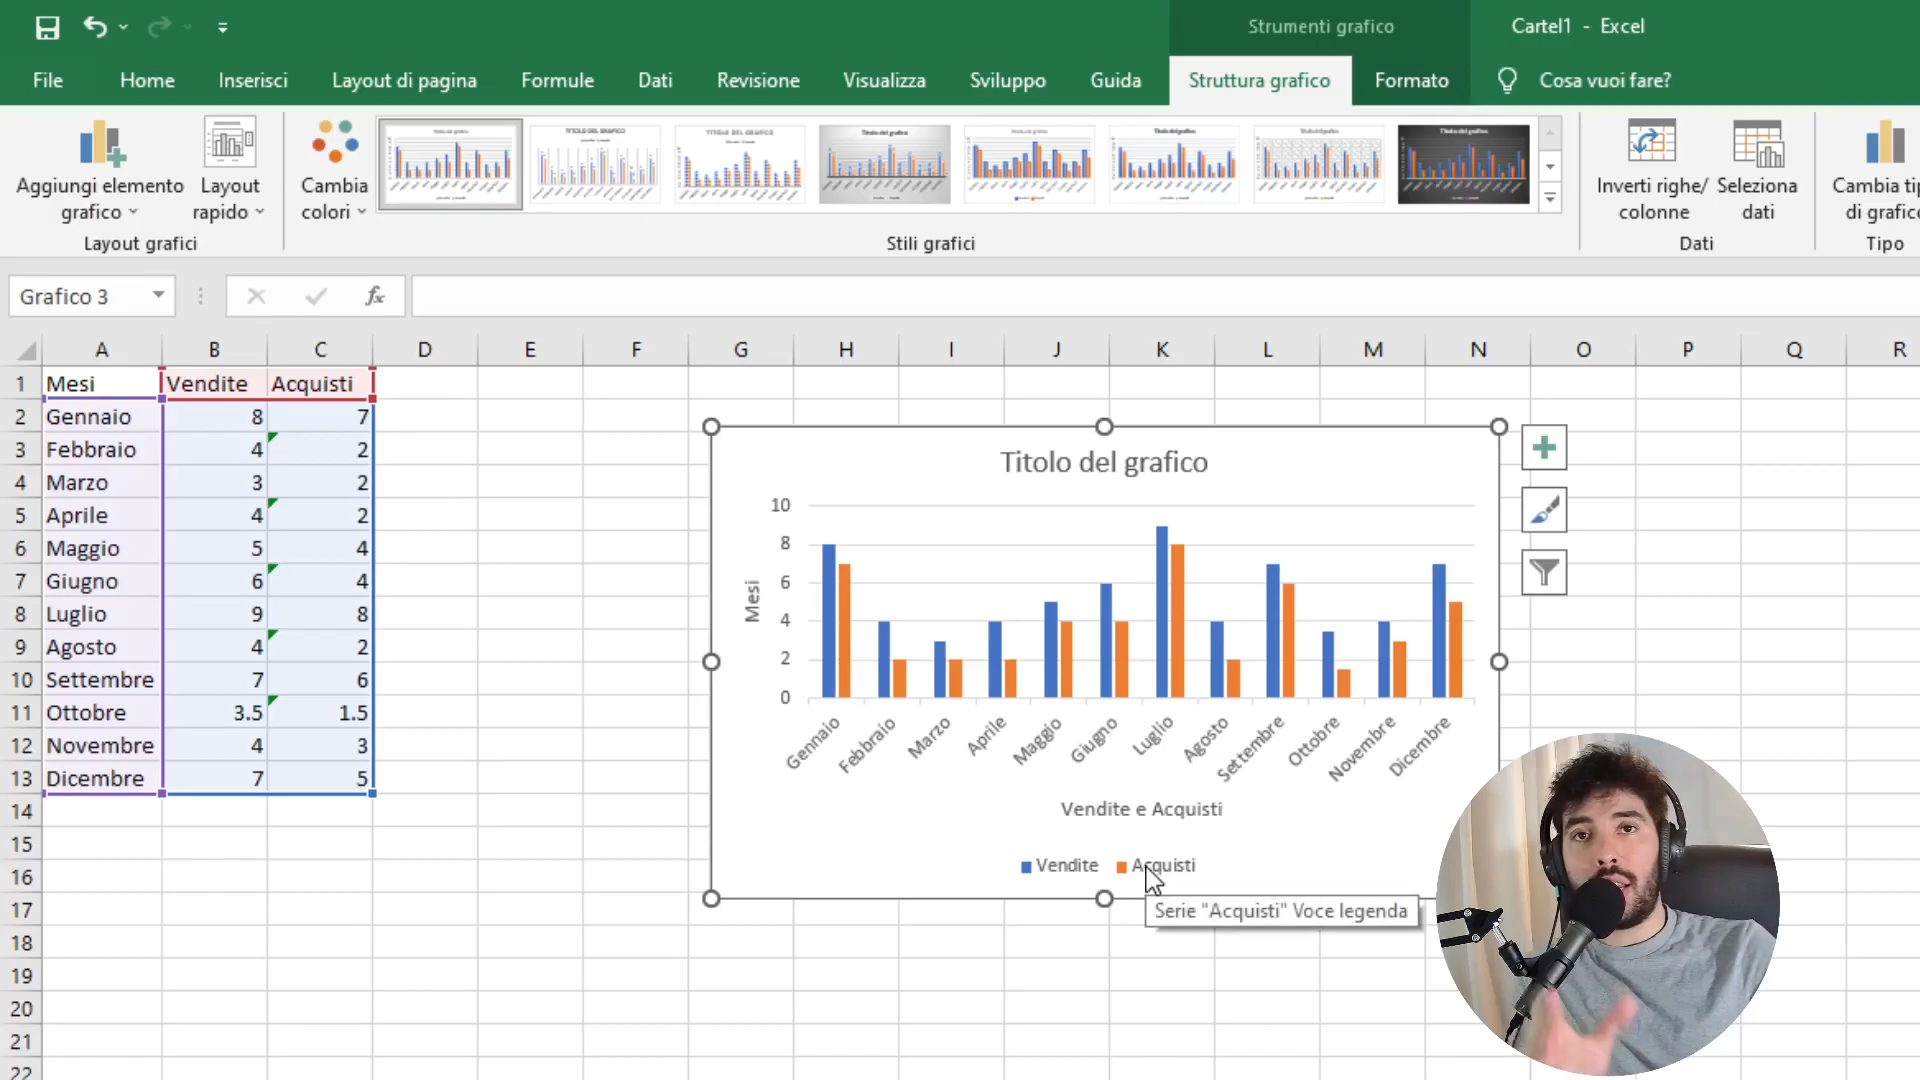 Strumenti grafico
Cartel1 - Excel
File Home Inserisci Layout di pagina Formule Dati Revisione Visualizza Sviluppo Guida Struttura grafico Formato Cosa vuoi fare?
Aggiungi elemento grafico
Layout rapido
Cambia colori
Inverti righe/ colonne
Seleziona dati
Cambia tip
di grafico
Layout grafici
Stili grafici
Dati
Tipo
Grafico 3
fx
A B C D E F G H I J K L M N O P Q R
1 Mesi Vendite Acquisti
2 Gennaio 8 7
3 Febbraio 4 2
4 Marzo 3 2
5 Aprile 4 2
6 Maggio 5 4
7 Giugno 6 4
8 Luglio 9 8
9 Agosto 4 2
10 Settembre 7 6
11 Ottobre 3.5 1.5
12 Novembre 4 3
13 Dicembre 7 5
14
15
16
17
18
19
20
21
22
Titolo del grafico
10
8
6
4
2
0
Mesi
Gennaio Febbraio Marzo Aprile Maggio Giugno Luglio Agosto Settembre Ottobre Novembre Dicembre
Vendite e Acquisti
Vendite Acquisti
Serie "Acquisti" Voce legenda